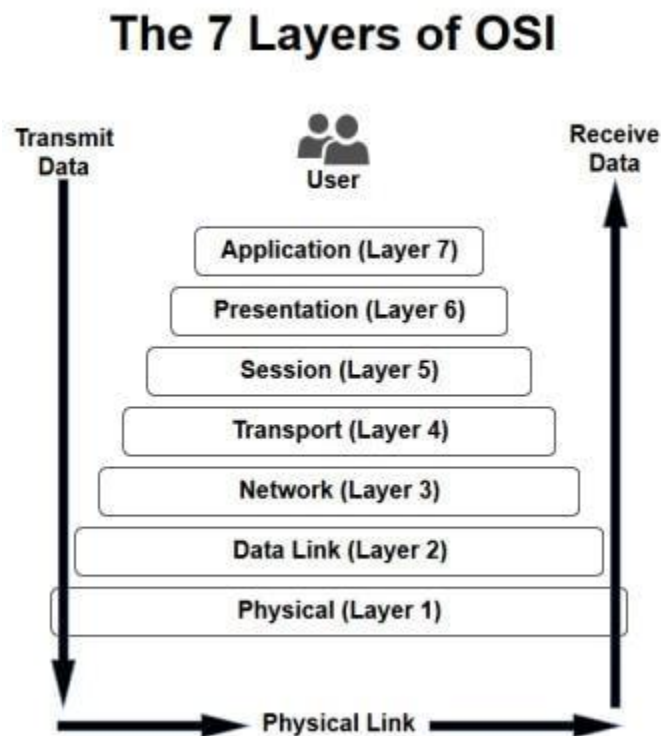 The 7 Layers of OSI
Transmit
Data
User
Receive
Data
Application (Layer 7)
Presentation (Layer 6)
Session (Layer 5)
Transport (Layer 4)
Network (Layer 3)
Data Link (Layer 2)
Physical (Layer 1)
Physical Link